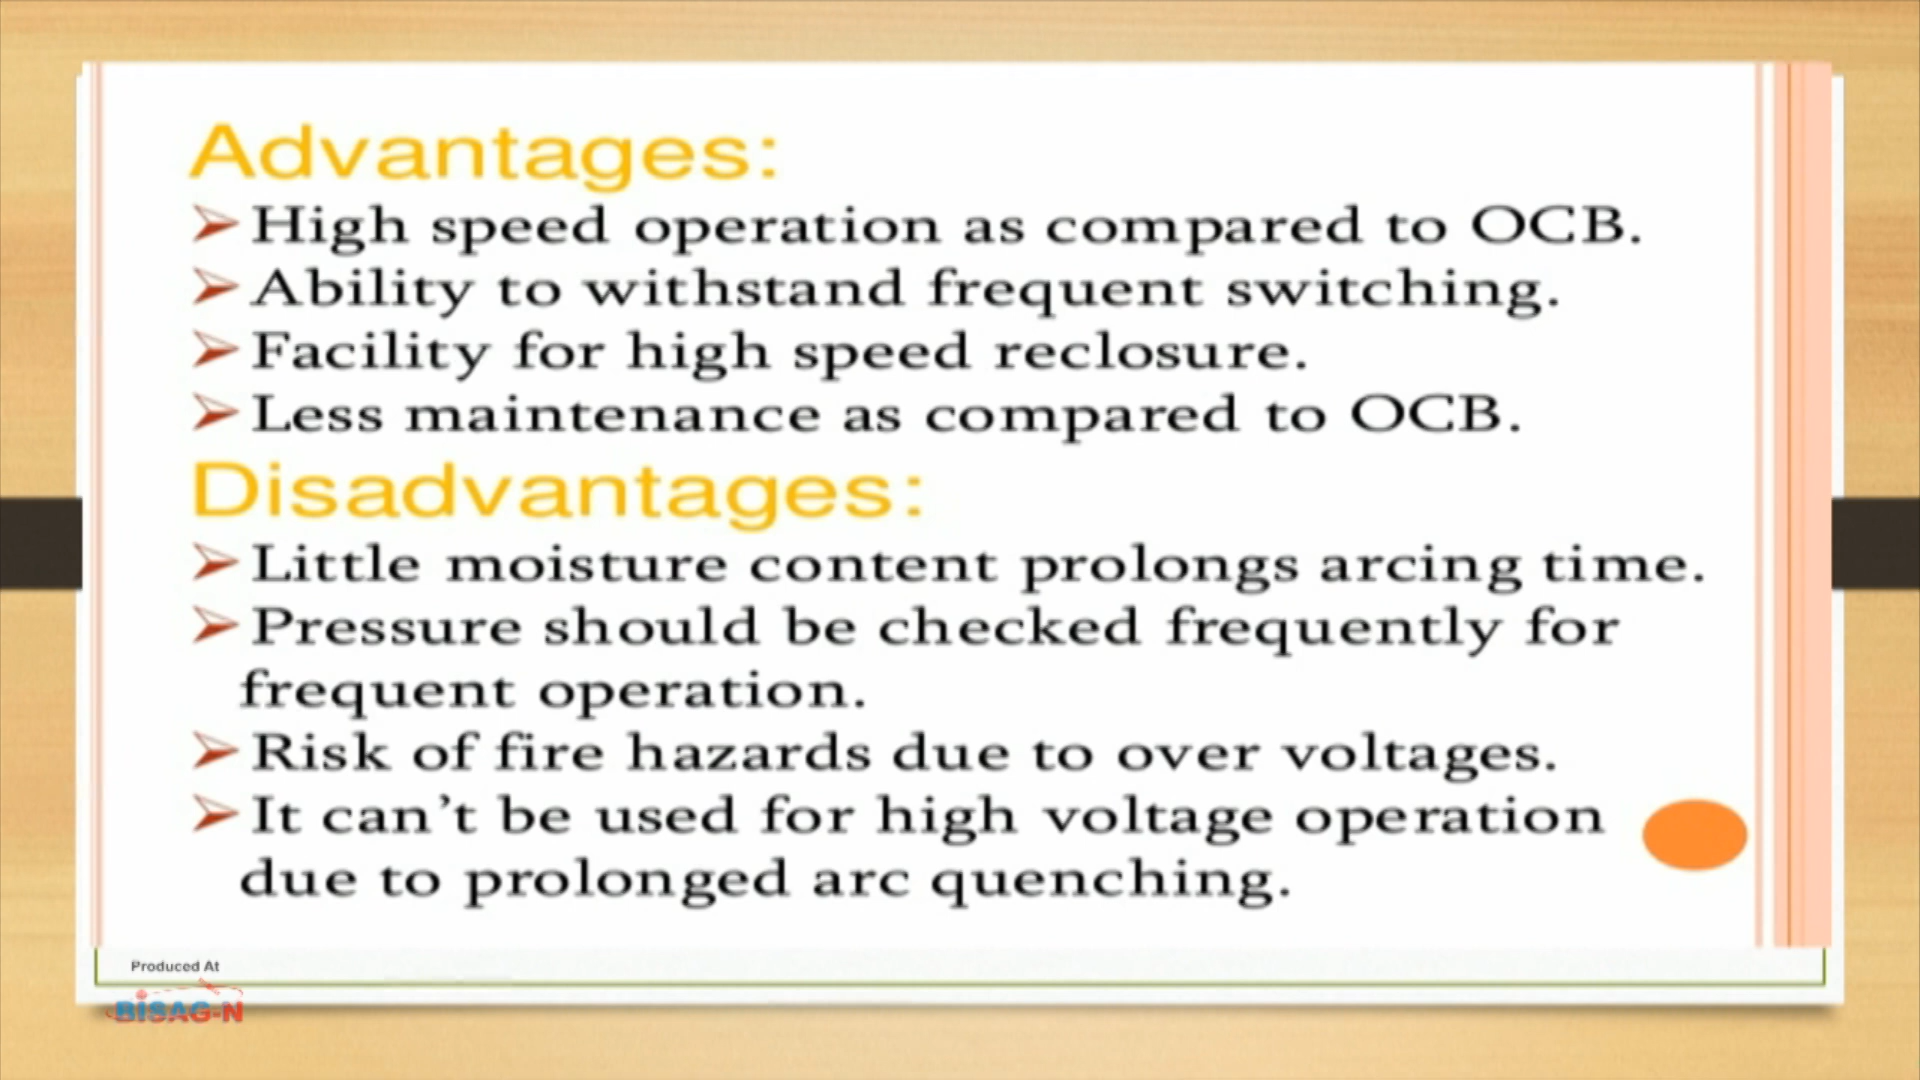 Advantages:
High speed operation as compared to OCB.
Ability to withstand frequent switching.
Facility for high speed reclosure.
Less maintenance as compared to OCB.
Disadvantages:
Little moisture content prolongs arcing time.
Pressure should be checked frequently for
frequent operation.
Risk of fire hazards due to over voltages.
It can’t be used for high voltage operation
due to prolonged arc quenching.
Produced At
BISAG-N